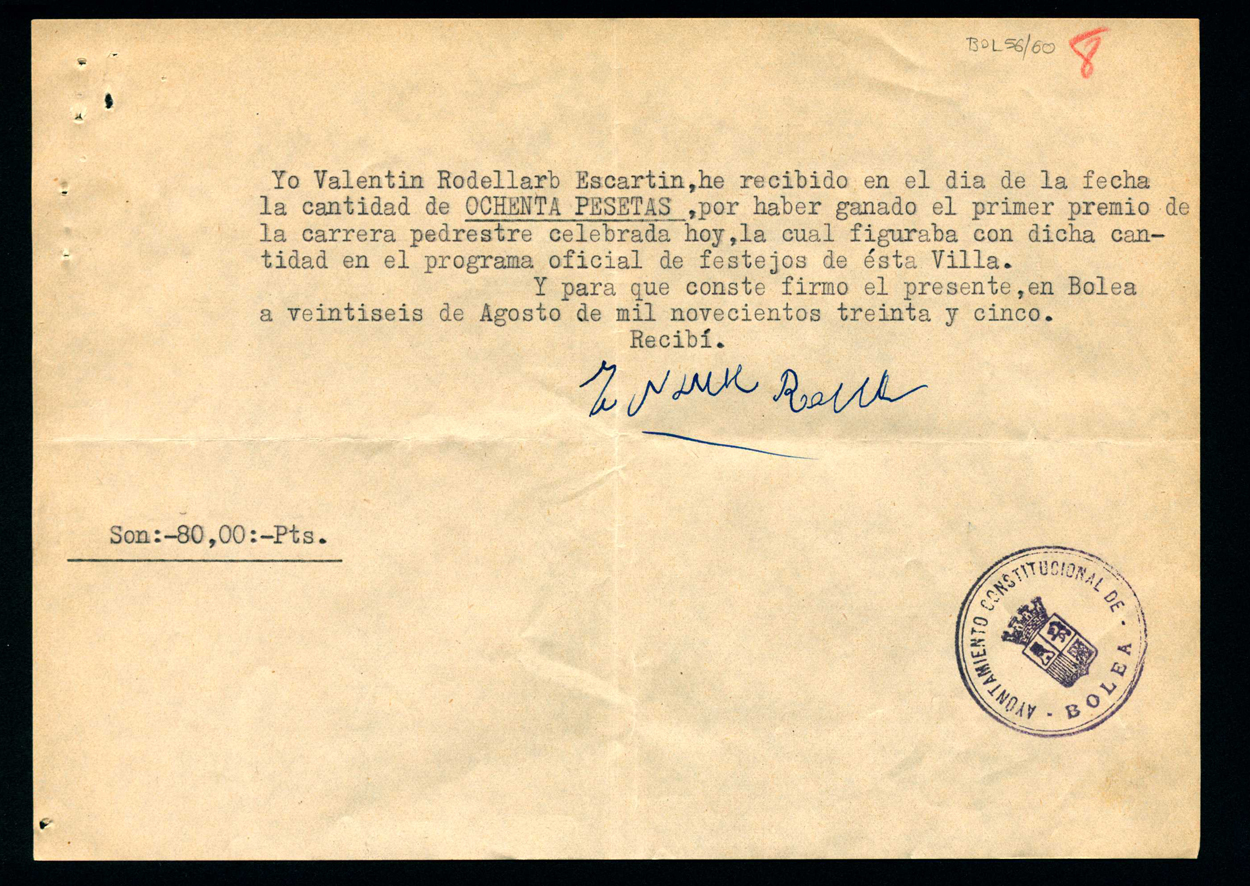 BOL 56/60 8
Yo Valentin Rodellarb Escartin,he recibido en el dia de la fecha
la cantidad de OCHENTA PESETAS ,por haber ganado el primer premio de
la carrera pedrestre celebrada hoy,la cual figuraba con dicha can-
tidad en el programa oficial de festejos de ésta Villa.
Y para que conste firmo el presente,en Bolea
a veintiseis de Agosto de mil novecientos treinta y cinco.
Recibí.
Son:-80,00:-Pts.
AYUNTAMIENTO CONSTITUCIONAL DE - BOLEA -